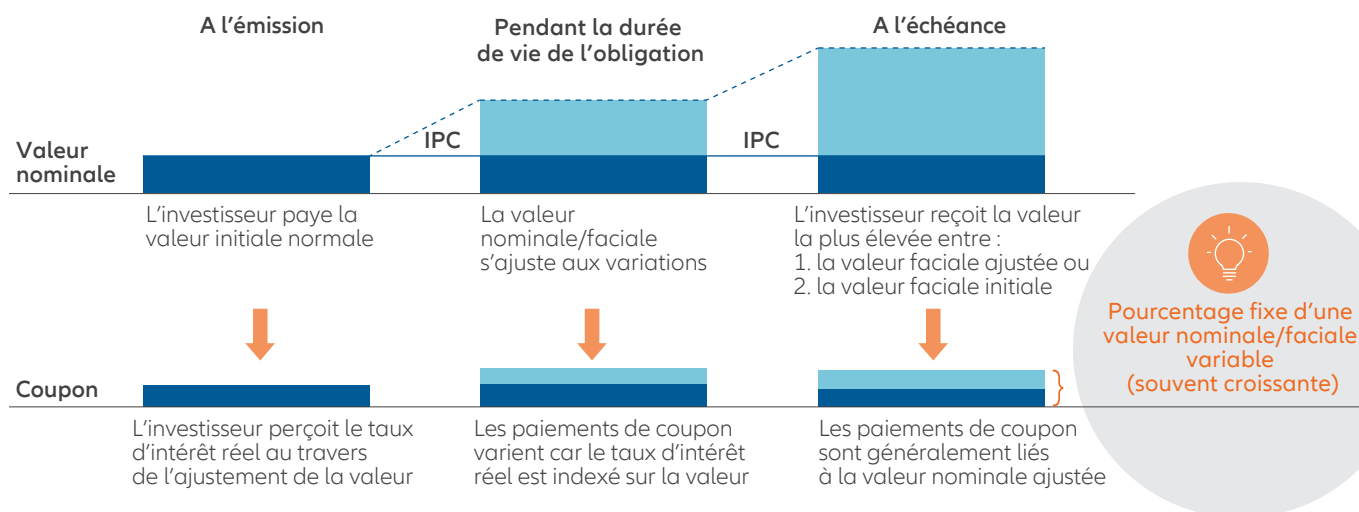 A l’émission
Pendant la durée
de vie de l’obligation
A l’échéance
Valeur
nominale
IPC
IPC
L’investisseur paye la
valeur initiale normale
La valeur
nominale/faciale
s’ajuste aux variations
L’investisseur reçoit la valeur
la plus élevée entre :
1. la valeur faciale ajustée ou
2. la valeur faciale initiale
Pourcentage fixe d’une
valeur nominale/faciale
variable
(souvent croissante)
Coupon
L’investisseur perçoit le taux
d’intérêt réel au travers
de l’ajustement de la valeur
Les paiements de coupon
varient car le taux d’intérêt
réel est indexé sur la valeur
Les paiements de coupon
sont généralement liés
à la valeur nominale ajustée